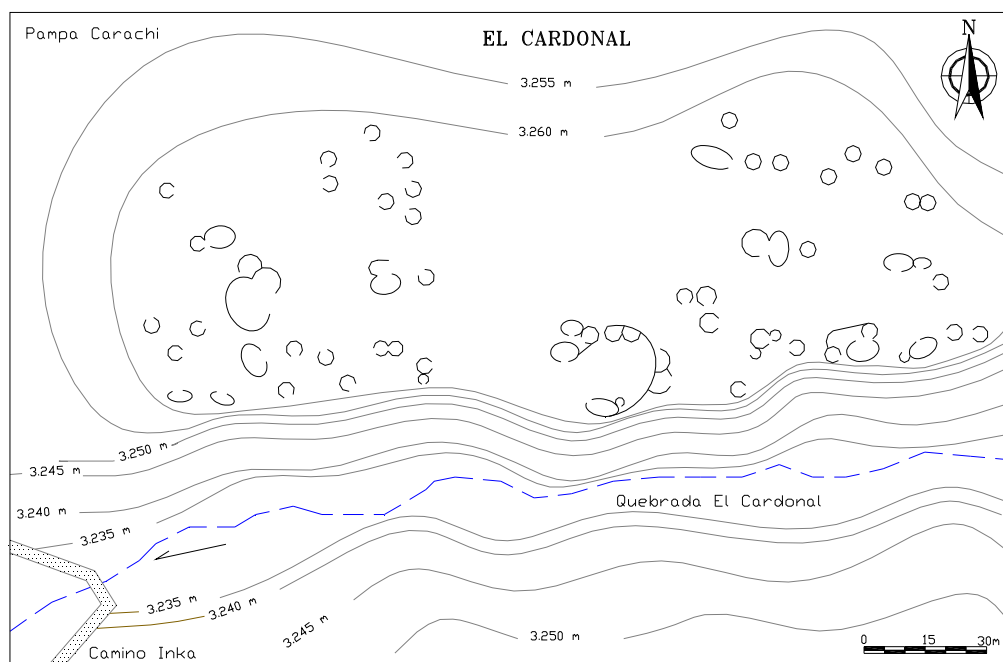 Pampa Carachi
EL CARDONAL
N
3.255 m
3.260 m
3.250 m
3.245 m
3.240 m
3.235 m
Quebrada El Cardonal
3.235 m
3.240 m
3.245 m
3.250 m
Camino Inka
0 15 30m